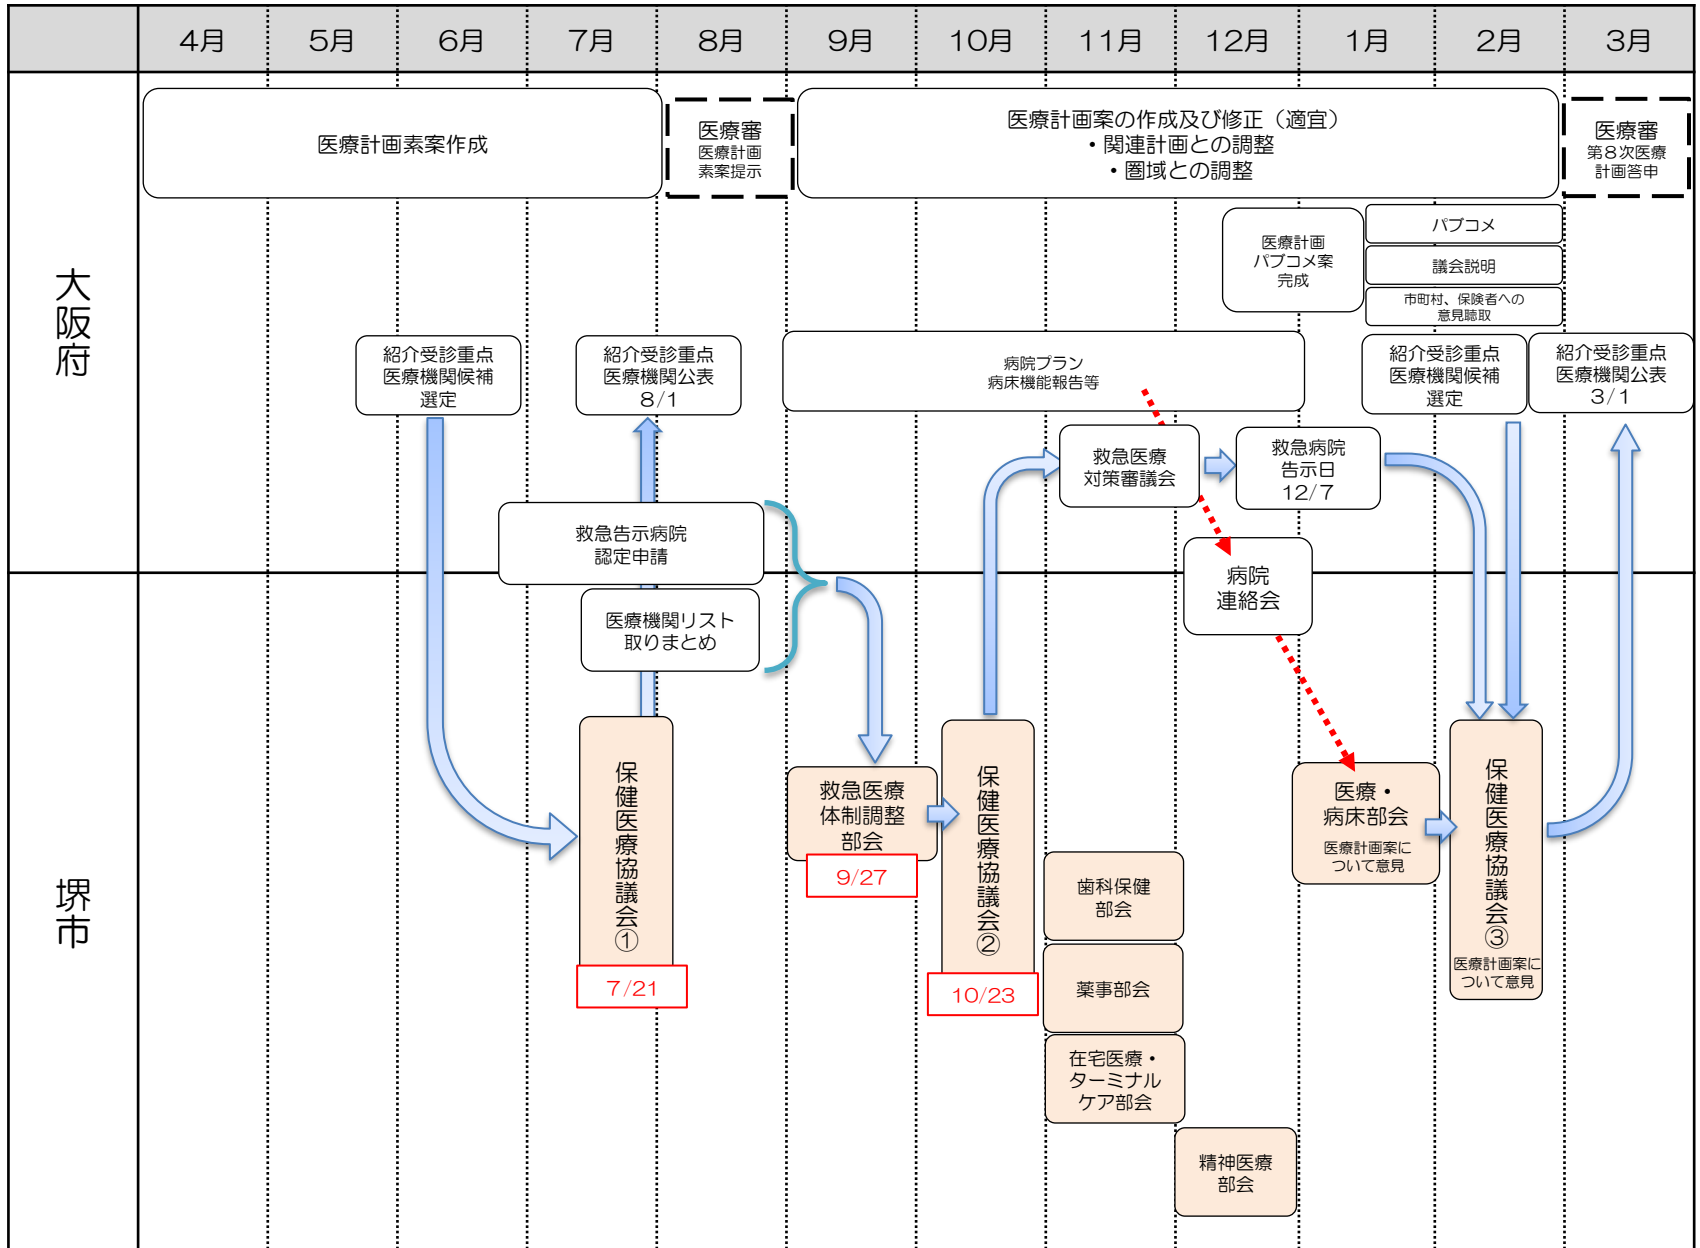 4月
5月
6月
7月
8月
9月
10月
11月
12月
1月
2月
3月
大阪府
医療計画素案作成
医療審
医療計画
素案提示
医療計画案の作成及び修正（適宜）
・関連計画との調整
・圏域との調整
医療審
第8次医療
計画答申
医療計画
パブコメ案
完成
パブコメ
議会説明
市町村、保険者への
意見聴取
紹介受診重点
医療機関候補
選定
紹介受診重点
医療機関公表
8/1
病院プラン
病床機能報告等
紹介受診重点
医療機関候補
選定
紹介受診重点
医療機関公表
3/1
救急医療
対策審議会
救急病院
告示日
12/7
救急告示病院
認定申請
病院
連絡会
堺市
医療機関リスト
取りまとめ
保健医療協議会①
7/21
救急医療
体制調整
部会
9/27
保健医療協議会②
10/23
歯科保健
部会
薬事部会
在宅医療・
ターミナル
ケア部会
精神医療
部会
医療・
病床部会
医療計画案に
ついて意見
保健医療協議会③
医療計画案に
ついて意見